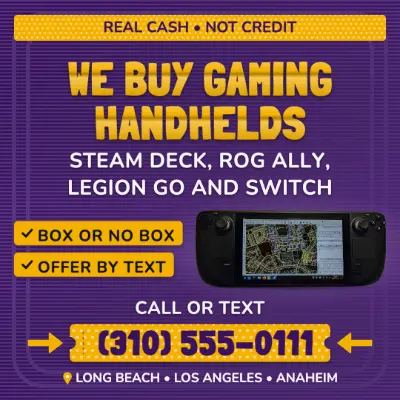 REAL CASH • NOT CREDIT
WE BUY GAMING
HANDHELDS
STEAM DECK, ROG ALLY,
LEGION GO AND SWITCH
✓ BOX OR NO BOX
✓ OFFER BY TEXT
CALL OR TEXT
(310) 555-0111
LONG BEACH • LOS ANGELES • ANAHEIM